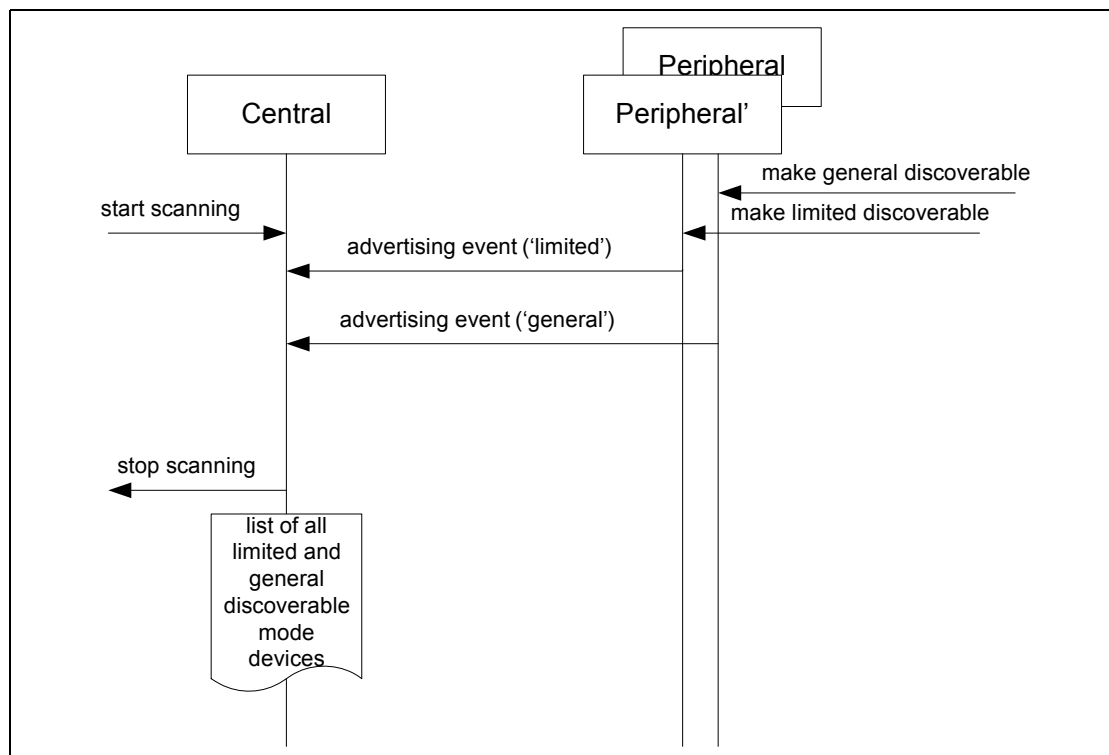 Peripheral
Central
Peripheral’
make general discoverable
start scanning
make limited discoverable
advertising event (‘limited’)
advertising event (‘general’)
stop scanning
list of all
limited and
general
discoverable
mode
devices